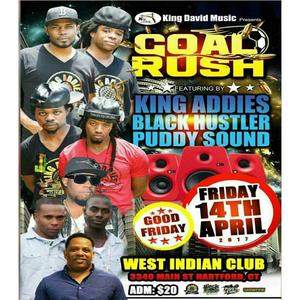 King David Music Presents
GOAL
RUSH
FEATURING BY
KING ADDIES
BLACK HUSTLER
PUDDY SOUND
GOOD
FRIDAY
FRIDAY
14TH
APRIL
2017
WEST INDIAN CLUB
3340 MAIN ST HARTFORD, CT
ADM: $20